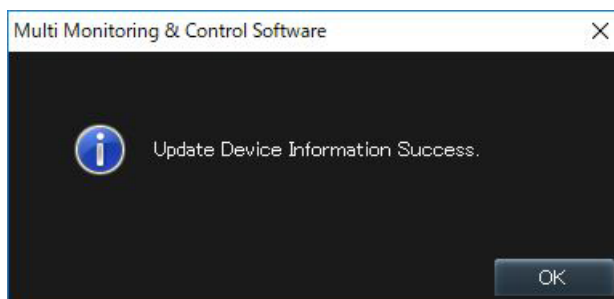 Multi Monitoring & Control Software
Update Device Information Success.
OK